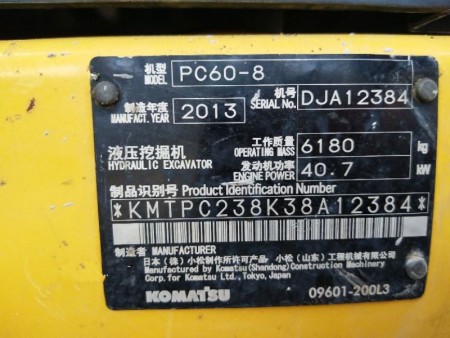 机型 MODEL PC60-8
机号 SERIAL No. DJA12384
制造年度 MANUFACT. YEAR 2013
工作质量 OPERATING MASS 6180 kg
液压挖掘机 HYDRAULIC EXCAVATOR
发动机功率 ENGINE POWER 40.7 kW
制品识别号 Product Identification Number
*KMTPC238K38A12384*
制造者 MANUFACTURER
日本（株）小松制作所许可产品 小松（山东）工程机械有限公司
Manufactured by Komatsu(Shandong)Construction Machinery
Corp.for Komatsu Ltd.,Tokyo,Japan
KOMATSU 09601-200L3